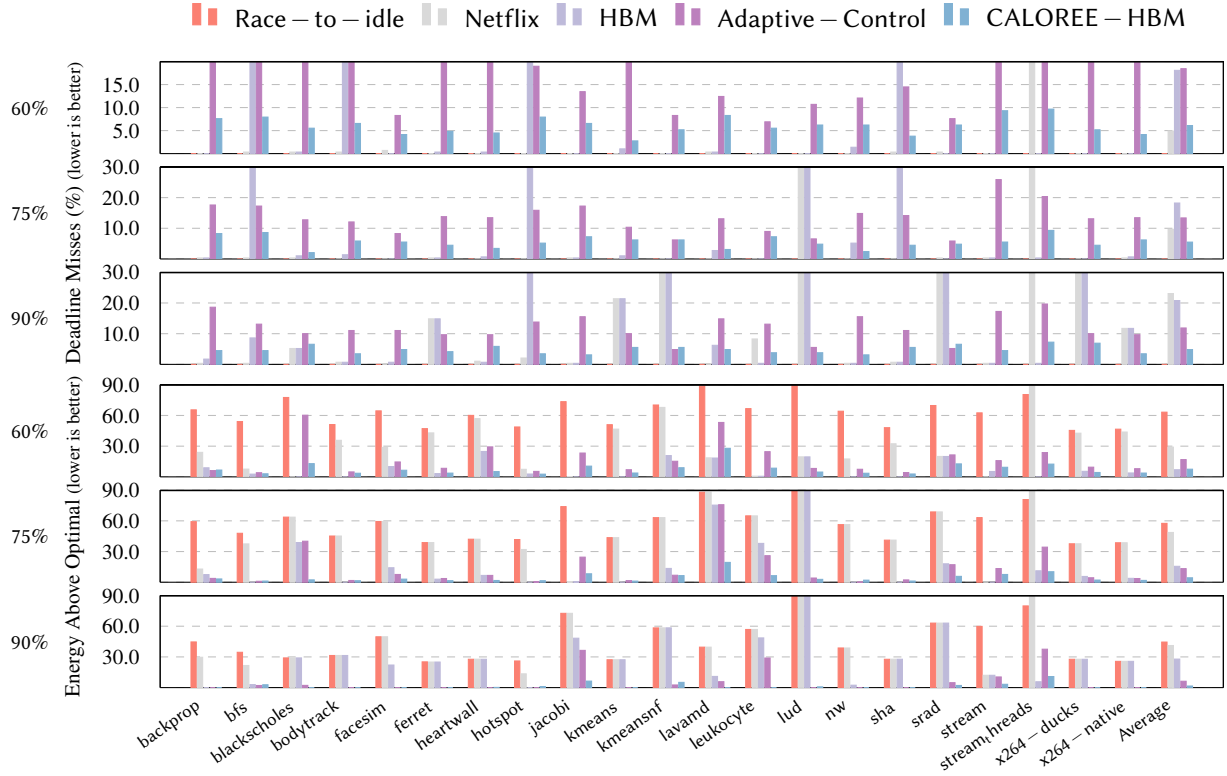 Race – to – idle Netflix HBM Adaptive – Control CALOREE – HBM
Deadline Misses (%) (lower is better)
60%
15.0
10.0
5.0
75%
30.0
20.0
10.0
90%
30.0
20.0
10.0
Energy Above Optimal (lower is better)
60%
90.0
60.0
30.0
75%
90.0
60.0
30.0
90%
90.0
60.0
30.0
backprop
bfs
blackscholes
bodytrack
facesim
ferret
heartwall
hotspot
jacobi
kmeans
kmeansnf
lavamd
leukocyte
lud
nw
sha
srad
stream
streamthreads
x264 – ducks
x264 – native
Average